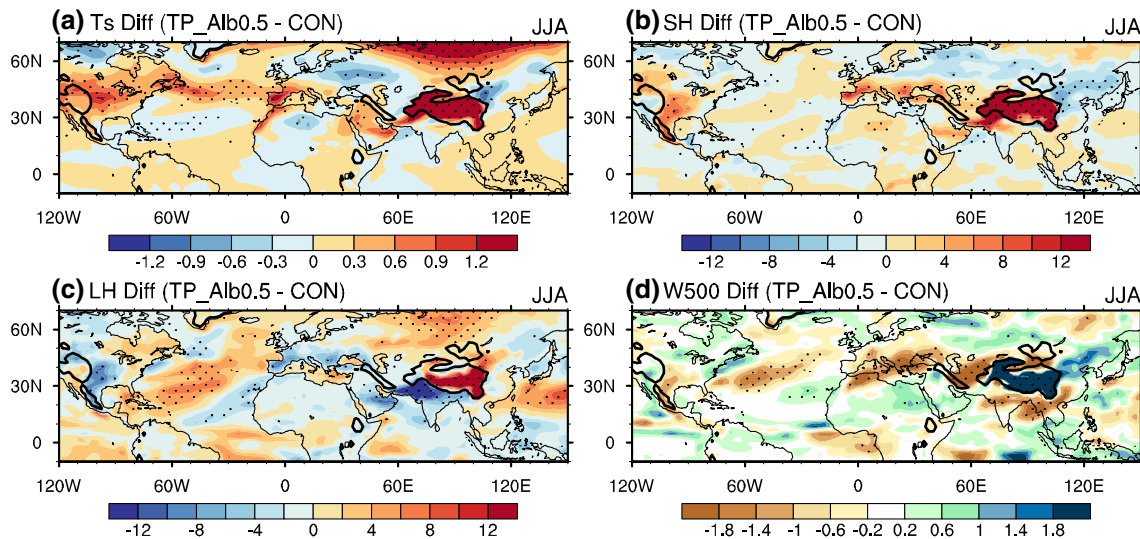 (a) Ts Diff (TP_Alb0.5 - CON) JJA
60N
30N
0
120W 60W 0 60E 120E
-1.2 -0.9 -0.6 -0.3 0 0.3 0.6 0.9 1.2
(b) SH Diff (TP_Alb0.5 - CON) JJA
60N
30N
0
120W 60W 0 60E 120E
-12 -8 -4 0 4 8 12
(c) LH Diff (TP_Alb0.5 - CON) JJA
60N
30N
0
120W 60W 0 60E 120E
-12 -8 -4 0 4 8 12
(d) W500 Diff (TP_Alb0.5 - CON) JJA
60N
30N
0
120W 60W 0 60E 120E
-1.8 -1.4 -1 -0.6 -0.2 0.2 0.6 1 1.4 1.8